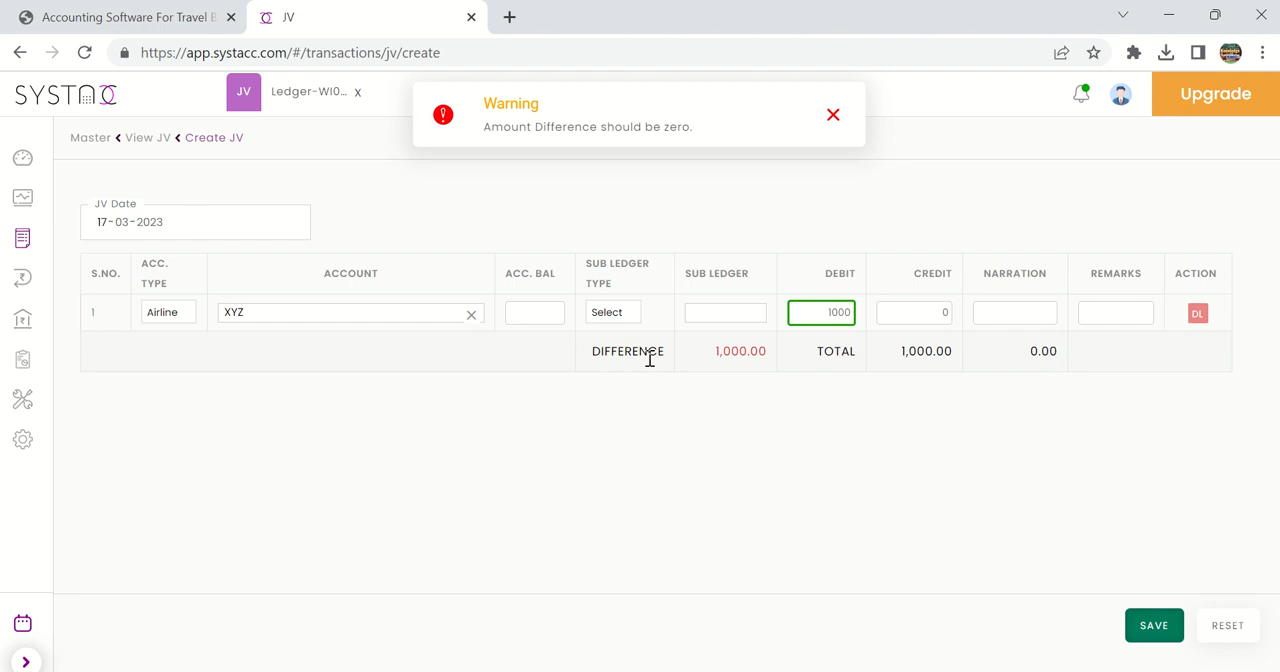 Accounting Software For Travel B
JV
https://app.systacc.com/#/transactions/jv/create
SYSTACC
JV
Ledger-WI0... x
Warning
Amount Difference should be zero.
Upgrade
Master View JV Create JV
JV Date
17-03-2023
S.NO. ACC. TYPE ACCOUNT ACC. BAL SUB LEDGER TYPE SUB LEDGER DEBIT CREDIT NARRATION REMARKS ACTION
1 Airline XYZ Select 1000 0 DL
DIFFERENCE 1,000.00 TOTAL 1,000.00 0.00
SAVE RESET